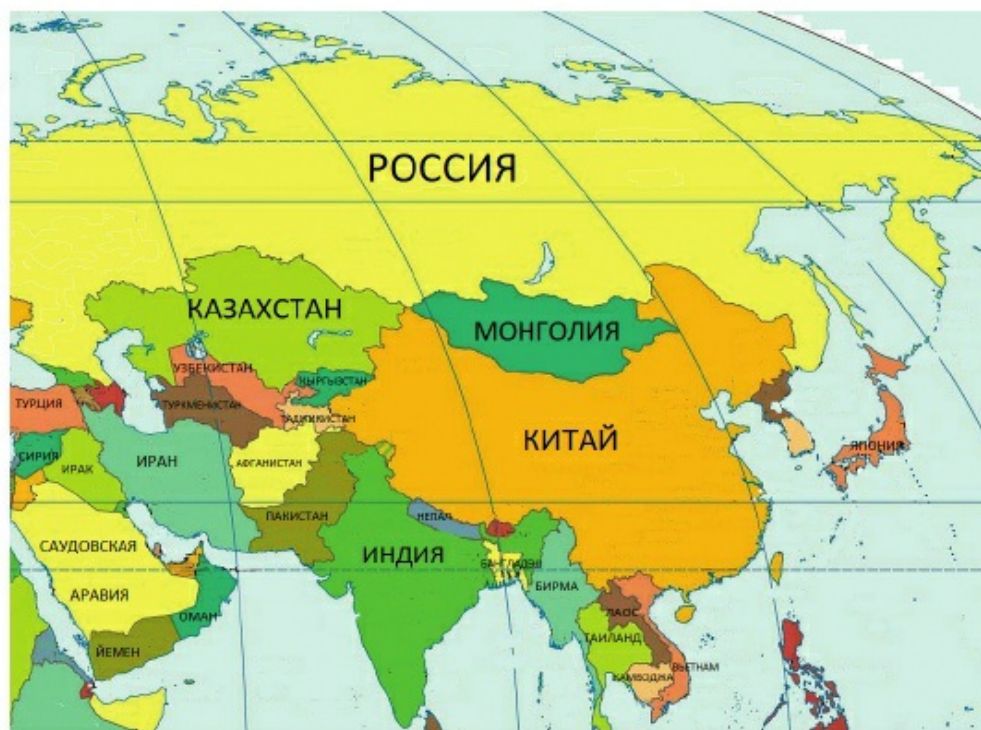 РОССИЯ
КАЗАХСТАН
МОНГОЛИЯ
УЗБЕКИСТАН
КЫРГЫЗСТАН
ТУРЦИЯ
ТУРКМЕНИСТАН
ТАДЖИКИСТАН
КИТАЙ
ЯПОНИЯ
СИРИЯ
ИРАК
ИРАН
АФГАНИСТАН
ПАКИСТАН
НЕПАЛ
САУДОВСКАЯ
АРАВИЯ
ИНДИЯ
БАНГЛАДЭШ
БИРМА
ОМАН
ЛАОС
ЙЕМЕН
ТАИЛАНД
ВЬЕТНАМ
КАМБОДЖА